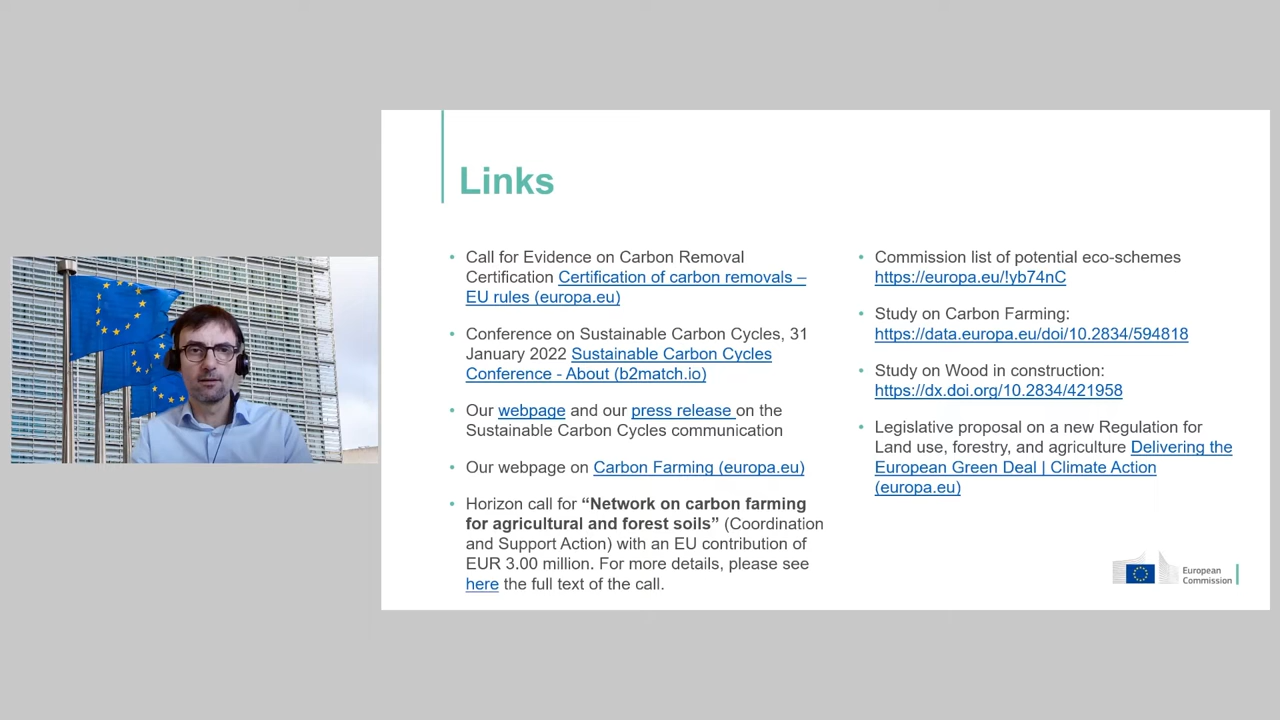 Links
• Call for Evidence on Carbon Removal
Certification Certification of carbon removals –
EU rules (europa.eu)
• Conference on Sustainable Carbon Cycles, 31
January 2022 Sustainable Carbon Cycles
Conference - About (b2match.io)
• Our webpage and our press release on the
Sustainable Carbon Cycles communication
• Our webpage on Carbon Farming (europa.eu)
• Horizon call for “Network on carbon farming
for agricultural and forest soils” (Coordination
and Support Action) with an EU contribution of
EUR 3.00 million. For more details, please see
here the full text of the call.
• Commission list of potential eco-schemes
https://europa.eu/!yb74nC
• Study on Carbon Farming:
https://data.europa.eu/doi/10.2834/594818
• Study on Wood in construction:
https://dx.doi.org/10.2834/421958
• Legislative proposal on a new Regulation for
Land use, forestry, and agriculture Delivering the
European Green Deal | Climate Action
(europa.eu)
European
Commission